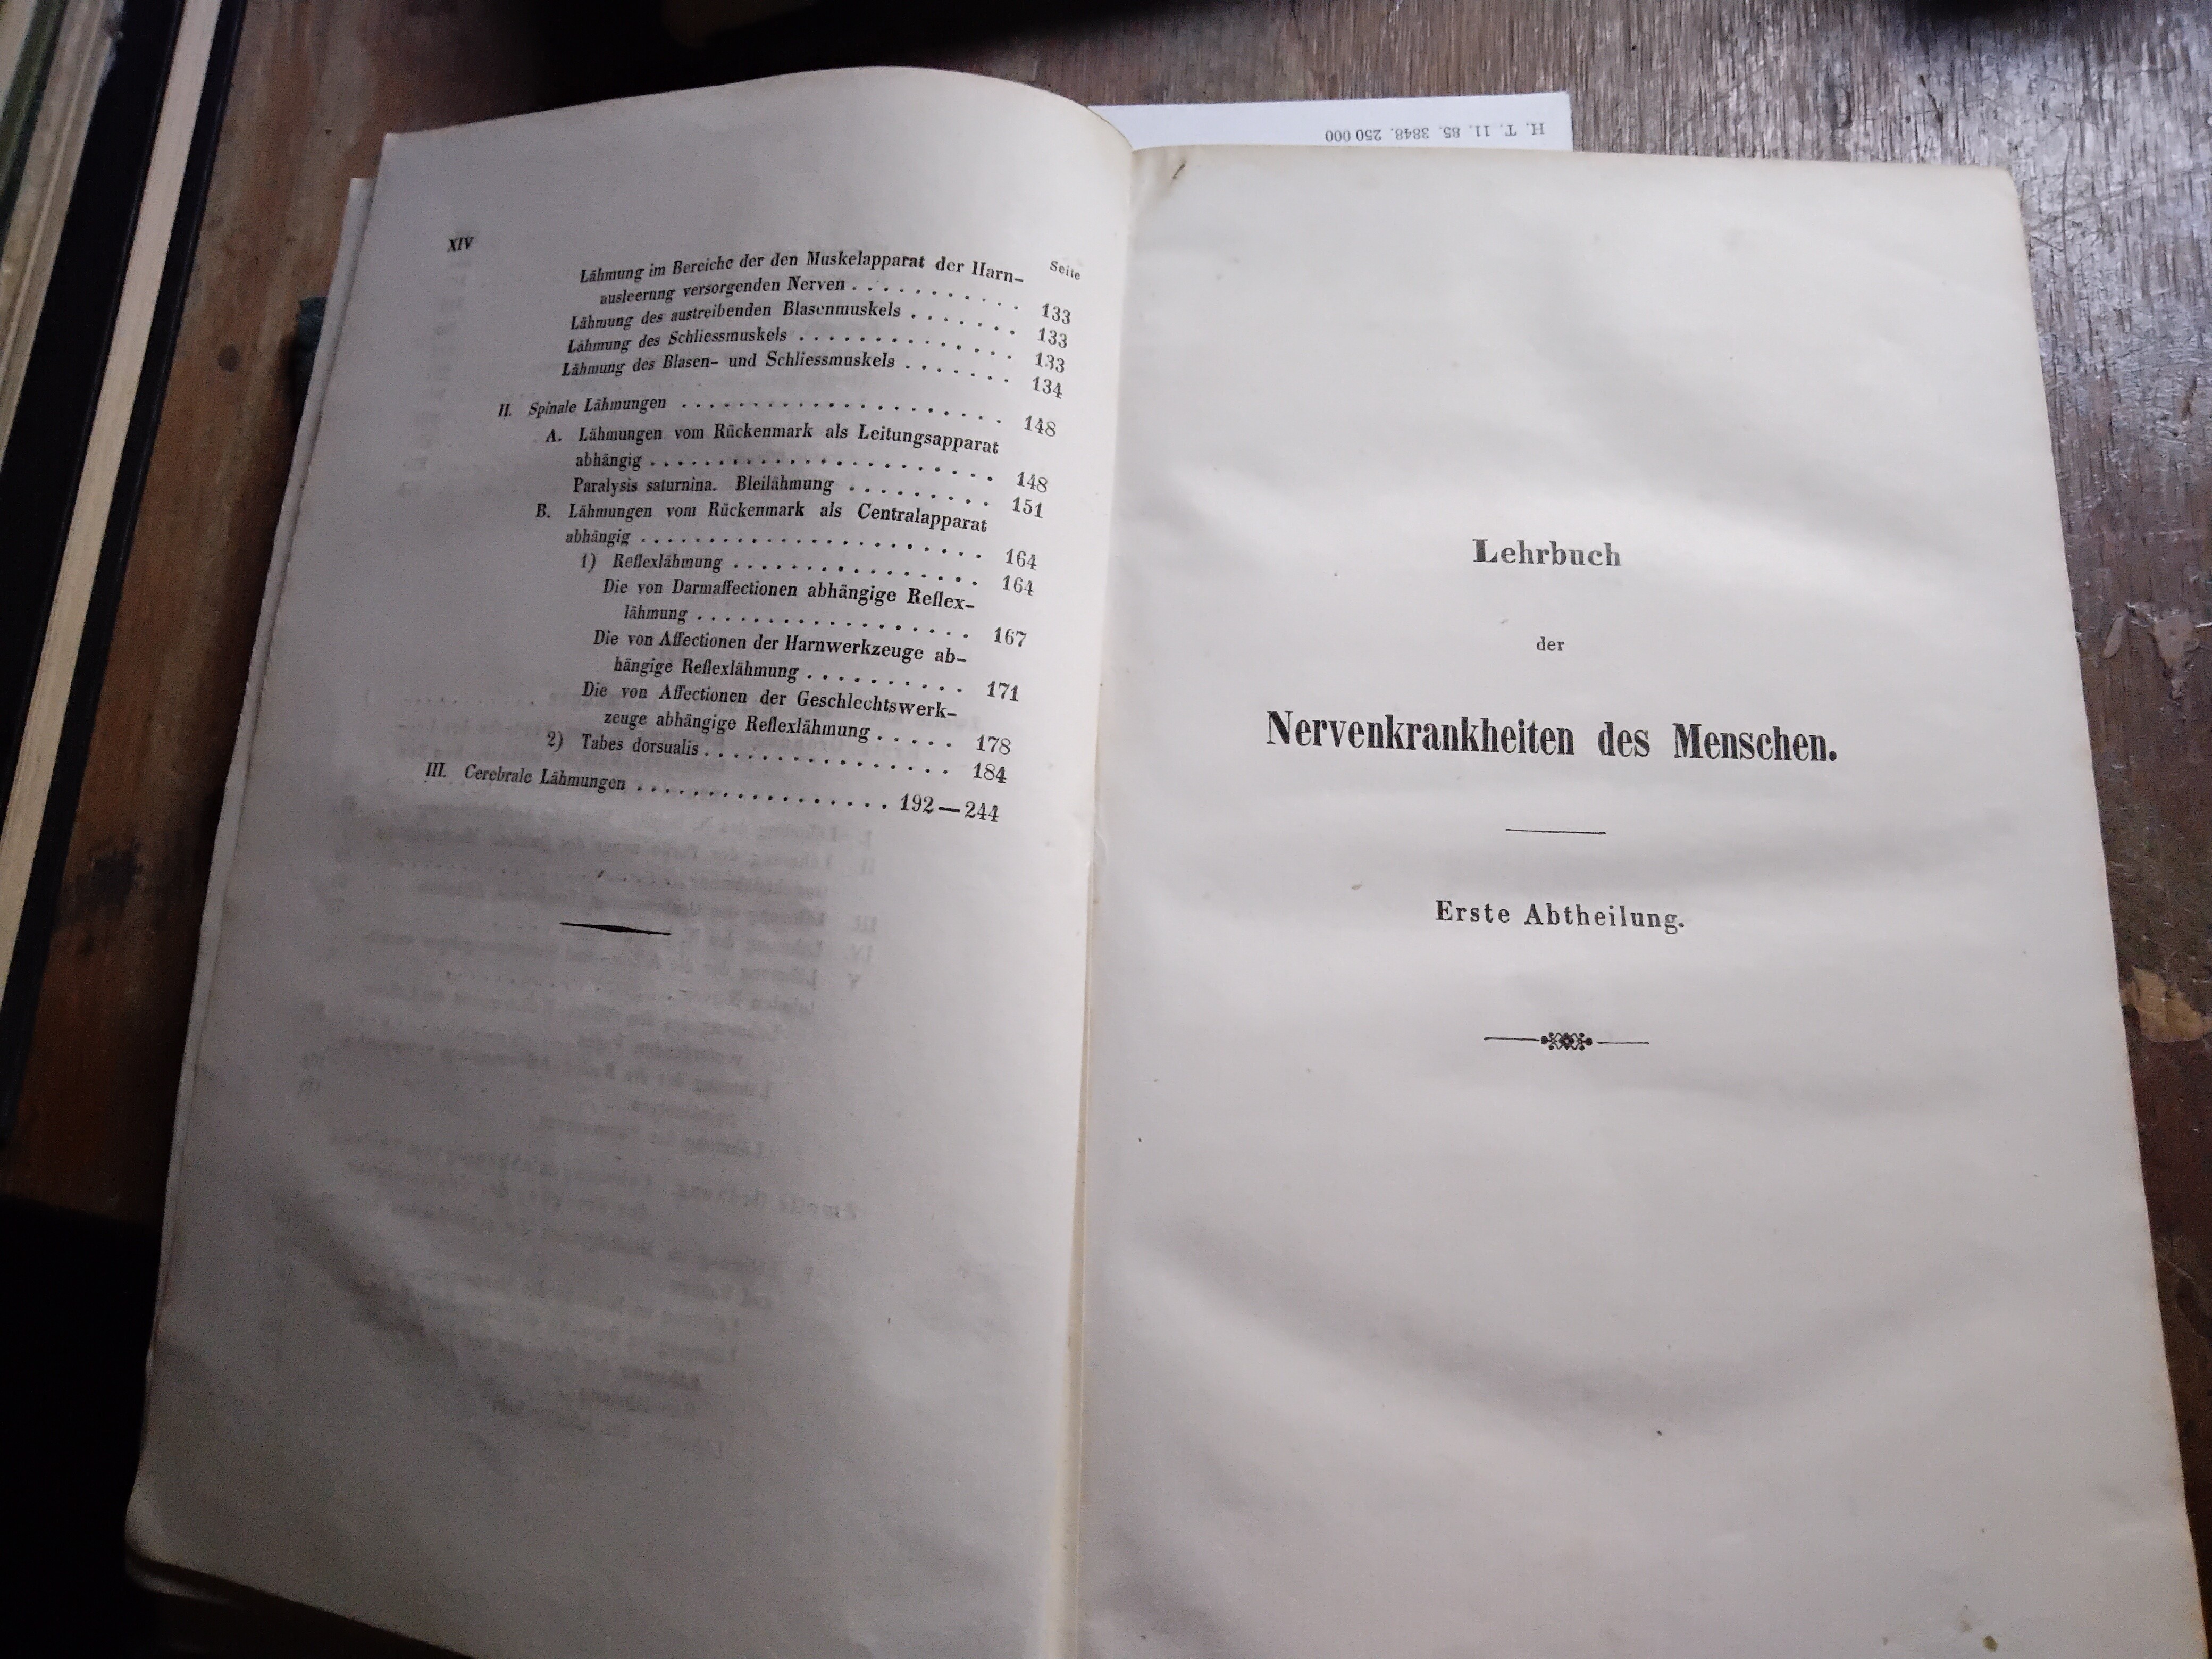 H. T. 11. 85. 3848. 250 000
XIV
Seite
Lähmung im Bereiche der den Muskelapparat der Harn-
ausleerung versorgenden Nerven . . . . . . . . . . . 133
Lähmung des austreibenden Blasenmuskels . . . . . . . 133
Lähmung des Schliessmuskels . . . . . . . . . . . . . 133
Lähmung des Blasen- und Schliessmuskels . . . . . . . 134
II. Spinale Lähmungen . . . . . . . . . . . . . . . . . . . . 148
A. Lähmungen vom Rückenmark als Leitungsapparat
abhängig . . . . . . . . . . . . . . . . . . . . . . 148
Paralysis saturnina. Bleilähmung . . . . . . . . . 151
B. Lähmungen vom Rückenmark als Centralapparat
abhängig . . . . . . . . . . . . . . . . . . . . . . 164
1) Reflexlähmung . . . . . . . . . . . . . . . . 164
Die von Darmaffectionen abhängige Reflex-
lähmung . . . . . . . . . . . . . . . . . . 167
Die von Affectionen der Harnwerkzeuge ab-
hängige Reflexlähmung . . . . . . . . . . 171
Die von Affectionen der Geschlechtswerk-
zeuge abhängige Reflexlähmung . . . . . 178
2) Tabes dorsualis . . . . . . . . . . . . . . . . 184
III. Cerebrale Lähmungen . . . . . . . . . . . . . . . . . 192—244
Lehrbuch
der
Nervenkrankheiten des Menschen.
Erste Abtheilung.